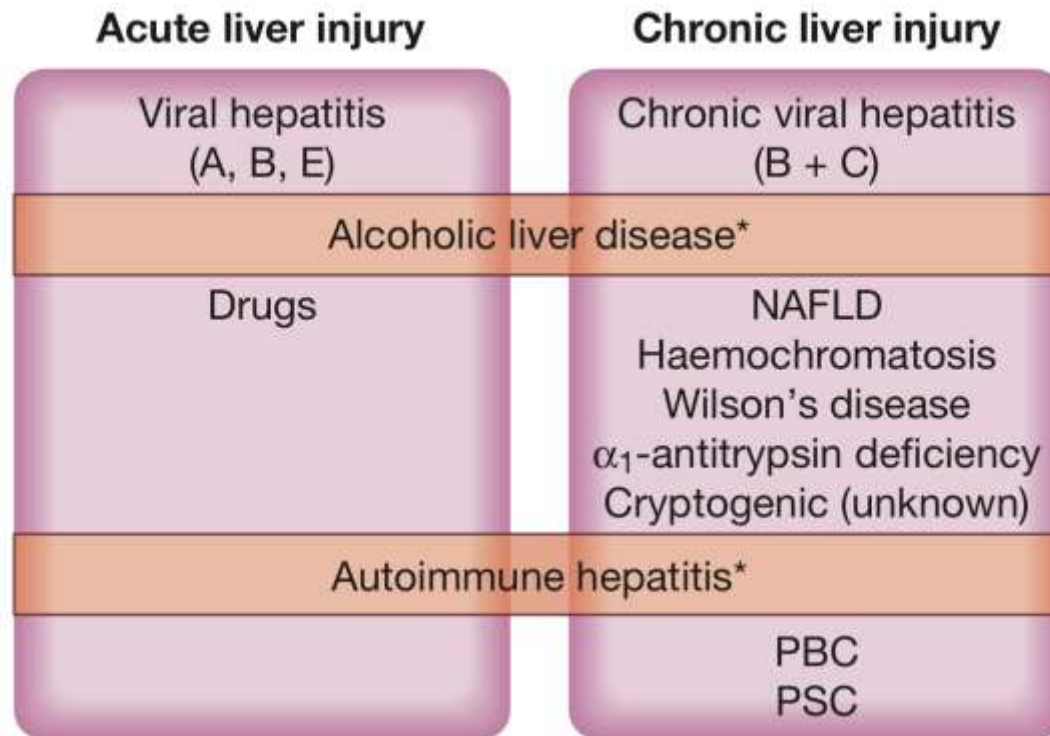 Acute liver injury
Chronic liver injury
Viral hepatitis
(A, B, E)
Chronic viral hepatitis
(B + C)
Alcoholic liver disease*
Drugs
NAFLD
Haemochromatosis
Wilson’s disease
α₁-antitrypsin deficiency
Cryptogenic (unknown)
Autoimmune hepatitis*
PBC
PSC